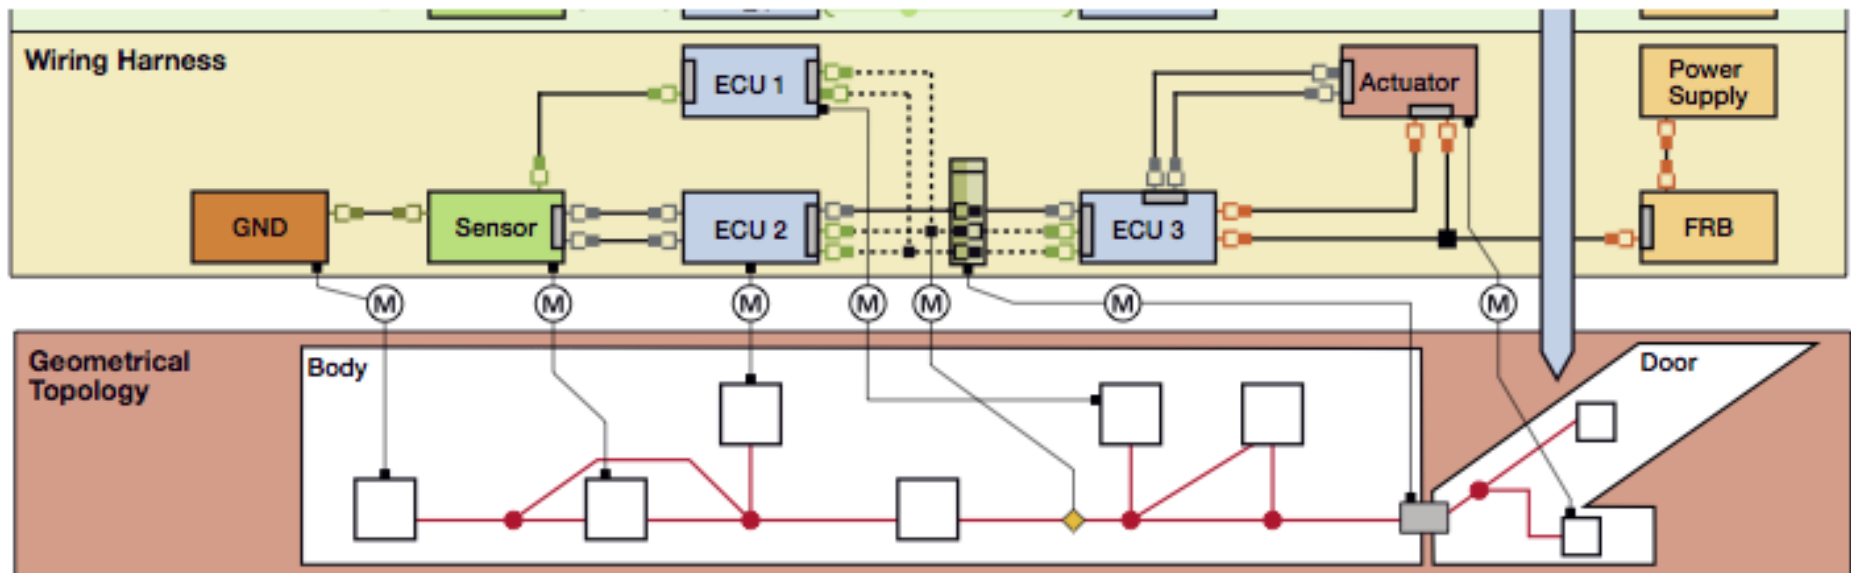 Wiring Harness
ECU 1
Actuator
Power
Supply
GND
Sensor
ECU 2
ECU 3
FRB
M
M
M
M
M
M
M
Geometrical
Topology
Body
Door